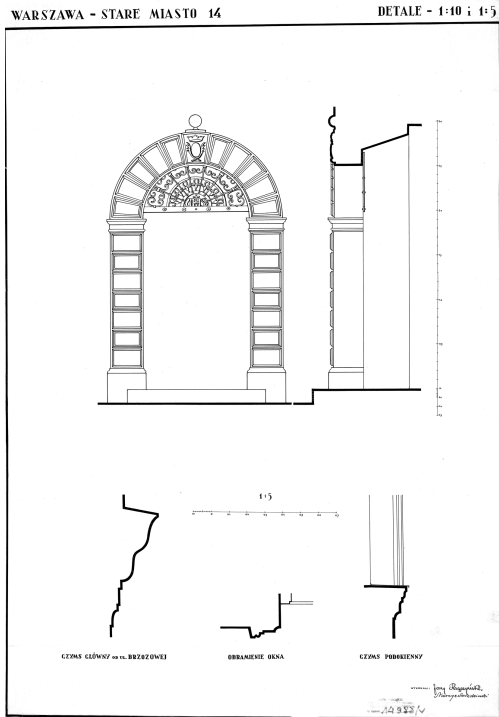 WARSZAWA - STARE MIASTO 14
DETALE - 1:10 i 1:5
1:5
GZYMS GŁÓWNY OD UL. BRZOZOWEJ
OBRAMIENIE OKNA
GZYMS PODOKIENNY
Jerzy